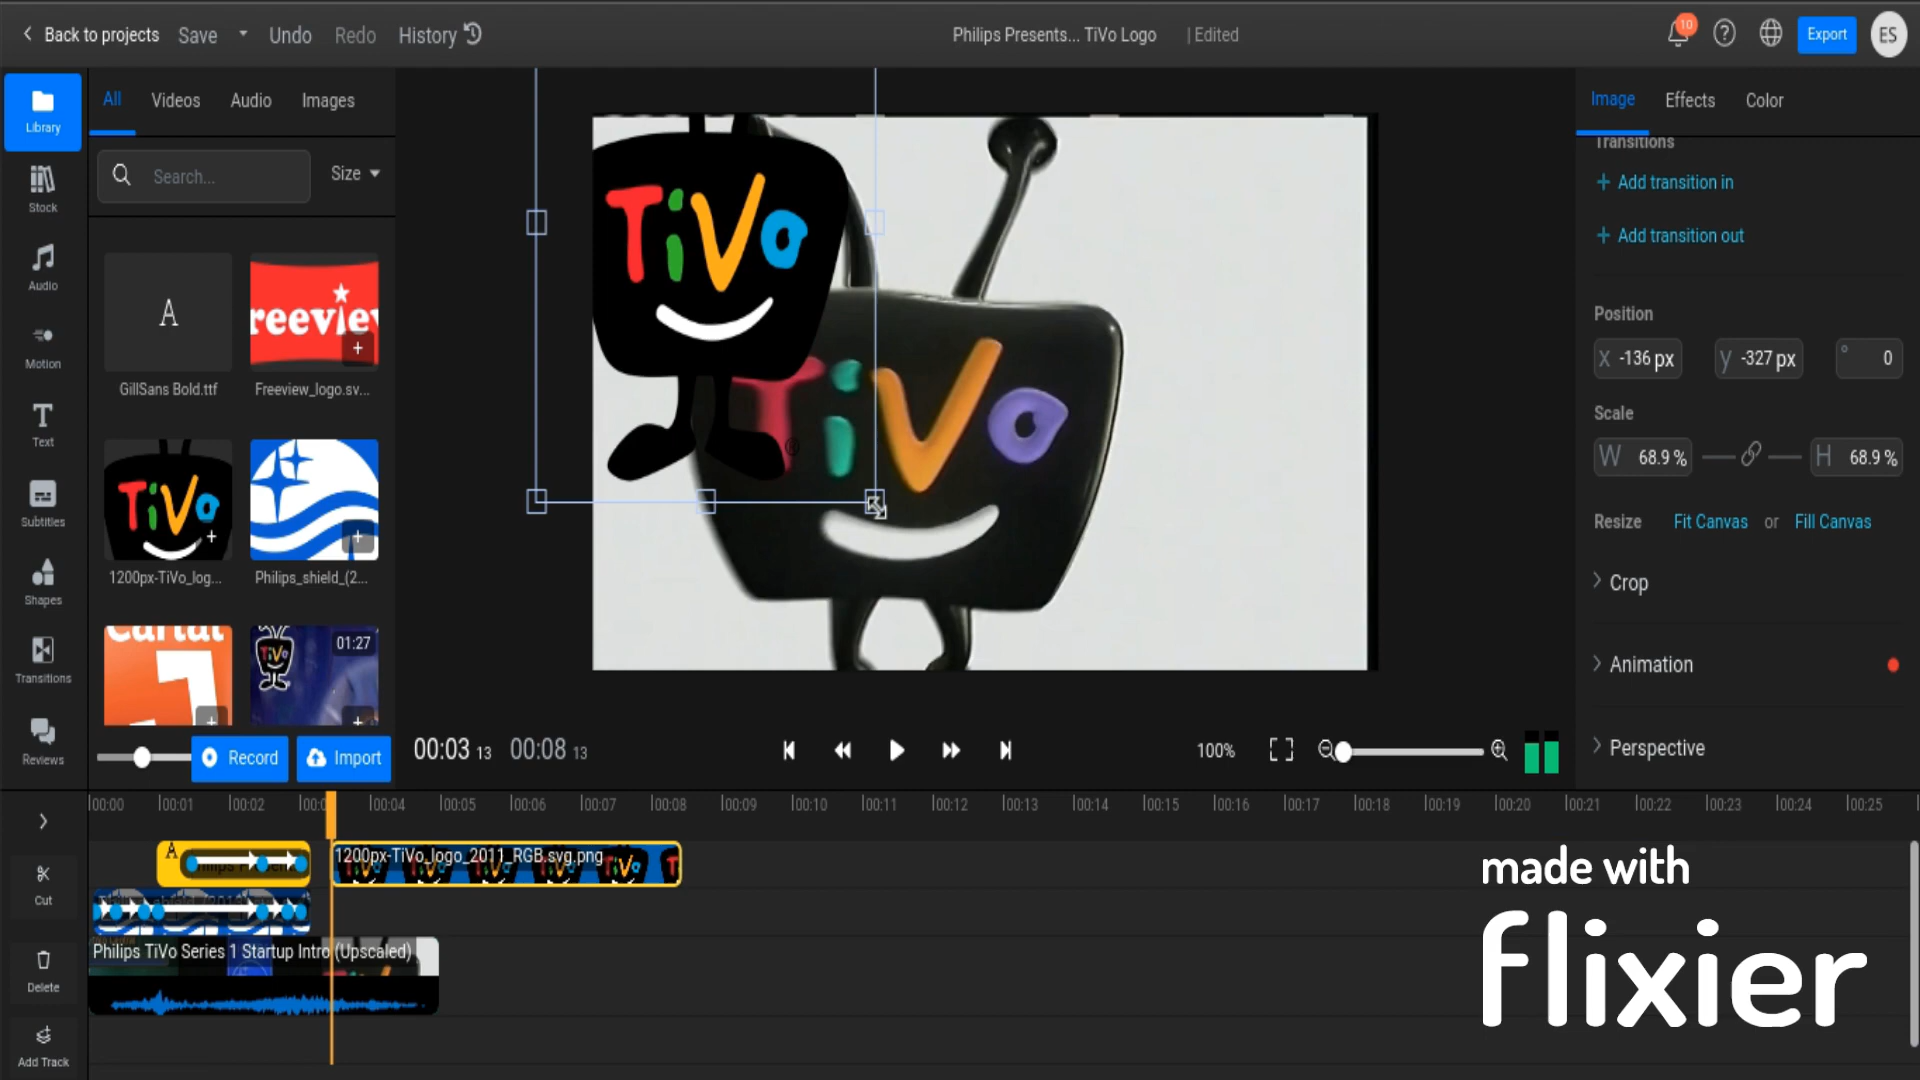 Back to projects
Save
Undo
Redo
History
Philips Presents... TiVo Logo
| Edited
10
Export
ES
Library
Stock
Audio
Motion
Text
Subtitles
Shapes
Transitions
Reviews
All
Videos
Audio
Images
Search...
Size
A
reeview
GillSans Bold.ttf
Freeview_logo.sv...
TiVo
1200px-TiVo_log...
Philips_shield_(2...
01:27
TiVo
Record
Import
TiVo
TiVo
®
Image
Effects
Color
Transitions
+ Add transition in
+ Add transition out
Position
X -136 px
y -327 px
° 0
Scale
W 68.9 %
H 68.9 %
Resize
Fit Canvas or Fill Canvas
Crop
Animation
Perspective
00:03 13
00:08 13
100%
00:00
00:01
00:02
00:04
00:05
00:06
00:07
00:08
00:09
00:10
00:11
00:12
00:13
00:14
00:15
00:16
00:17
00:18
00:19
00:20
00:21
00:22
00:23
00:24
00:25
Cut
Delete
Add Track
A
1200px-TiVo_logo_2011_RGB.svg.png
Philips TiVo Series 1 Startup Intro (Upscaled)
made with
flixier